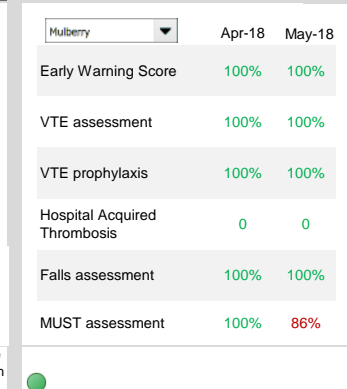 Mulberry Apr-18 May-18
Early Warning Score 100% 100%
VTE assessment 100% 100%
VTE prophylaxis 100% 100%
Hospital Acquired
Thrombosis 0 0
Falls assessment 100% 100%
MUST assessment 100% 86%